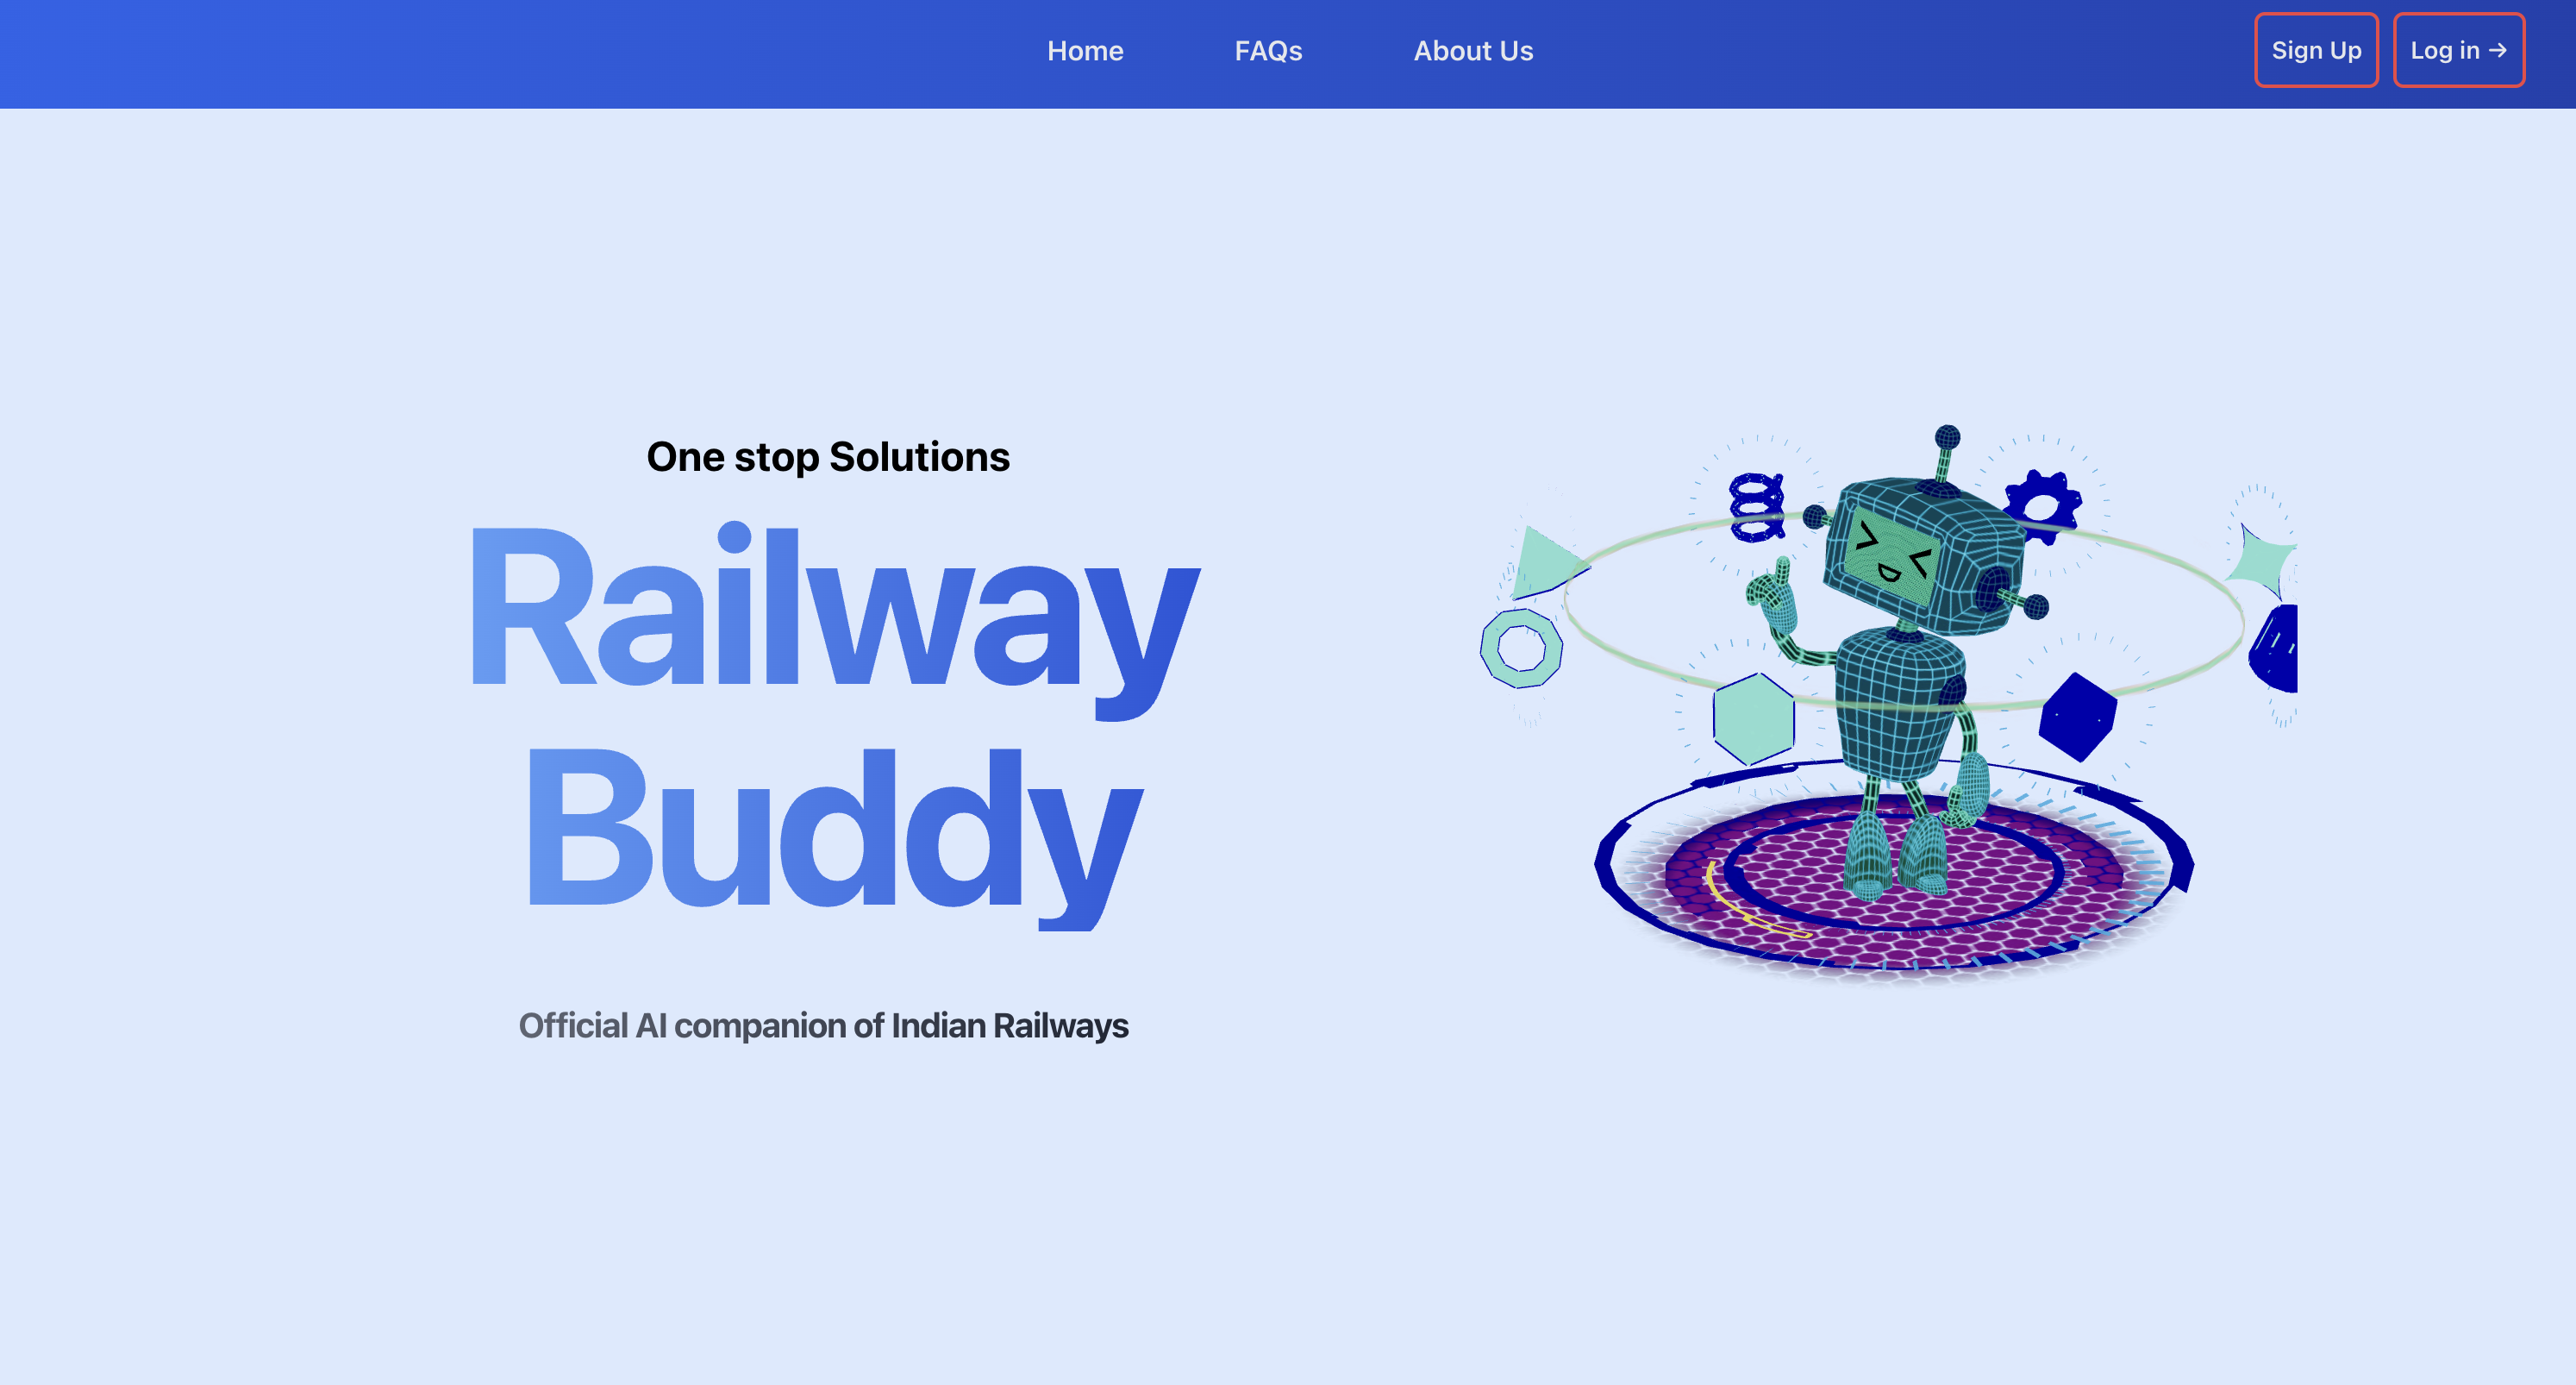 Home FAQs About Us Sign Up Log in →
One stop Solutions
Railway
Buddy
Official AI companion of Indian Railways